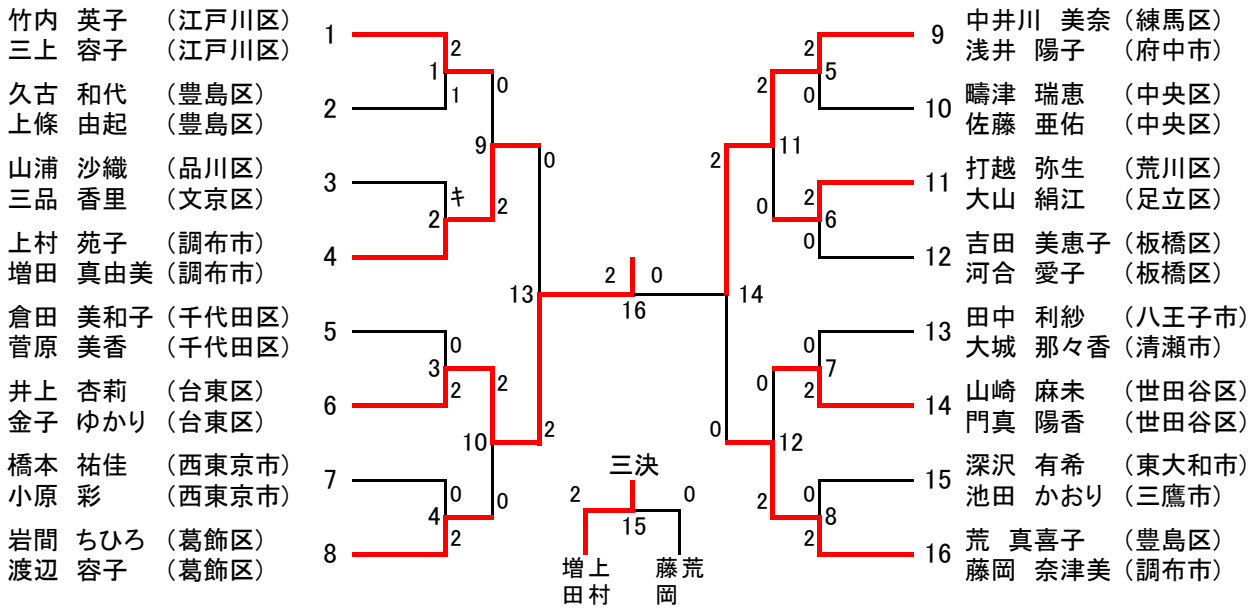 竹内 英子 (江戸川区)
三上 容子 (江戸川区)
1
久古 和代 (豊島区)
上條 由起 (豊島区)
2
山浦 沙織 (品川区)
三品 香里 (文京区)
3
上村 苑子 (調布市)
増田 真由美 (調布市)
4
倉田 美和子 (千代田区)
菅原 美香 (千代田区)
5
井上 杏莉 (台東区)
金子 ゆかり (台東区)
6
橋本 祐佳 (西東京市)
小原 彩 (西東京市)
7
岩間 ちひろ (葛飾区)
渡辺 容子 (葛飾区)
8
2
1
1
キ
2
0
3
2
0
4
2
0
9
2
2
10
0
0
13
2
2 0
16
三決
2 0
15
増田
上村
藤岡
荒
2
14
0
2
11
0
0
12
2
2
5
0
2
6
0
0
7
2
0
8
2
9
中井川 美奈 (練馬区)
浅井 陽子 (府中市)
10
疇津 瑞恵 (中央区)
佐藤 亜佑 (中央区)
11
打越 弥生 (荒川区)
大山 絹江 (足立区)
12
吉田 美恵子 (板橋区)
河合 愛子 (板橋区)
13
田中 利紗 (八王子市)
大城 那々香 (清瀬市)
14
山崎 麻未 (世田谷区)
門真 陽香 (世田谷区)
15
深沢 有希 (東大和市)
池田 かおり (三鷹市)
16
荒 真喜子 (豊島区)
藤岡 奈津美 (調布市)